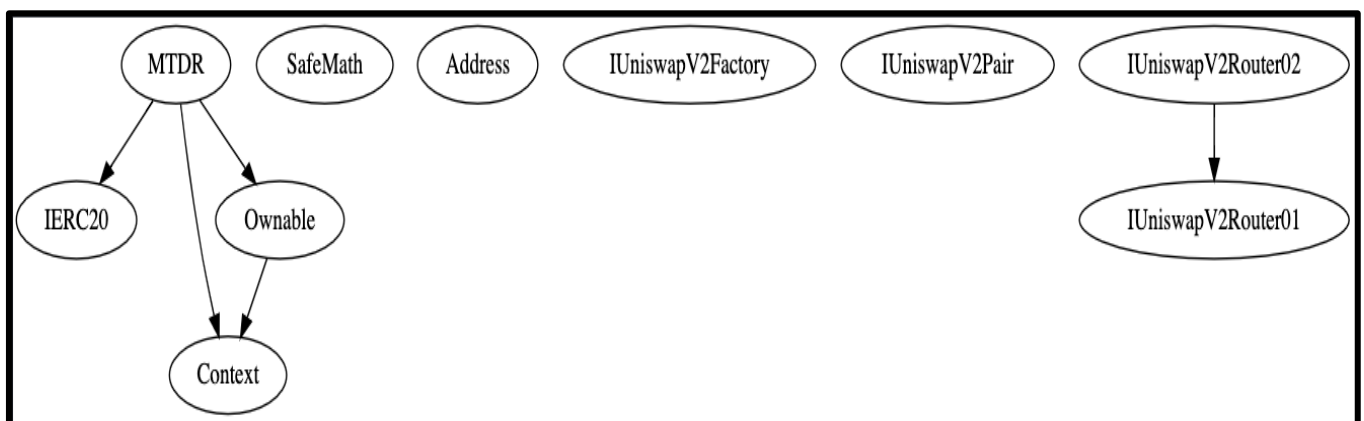 MTDR
SafeMath
Address
IUniswapV2Factory
IUniswapV2Pair
IUniswapV2Router02
IERC20
Ownable
IUniswapV2Router01
Context